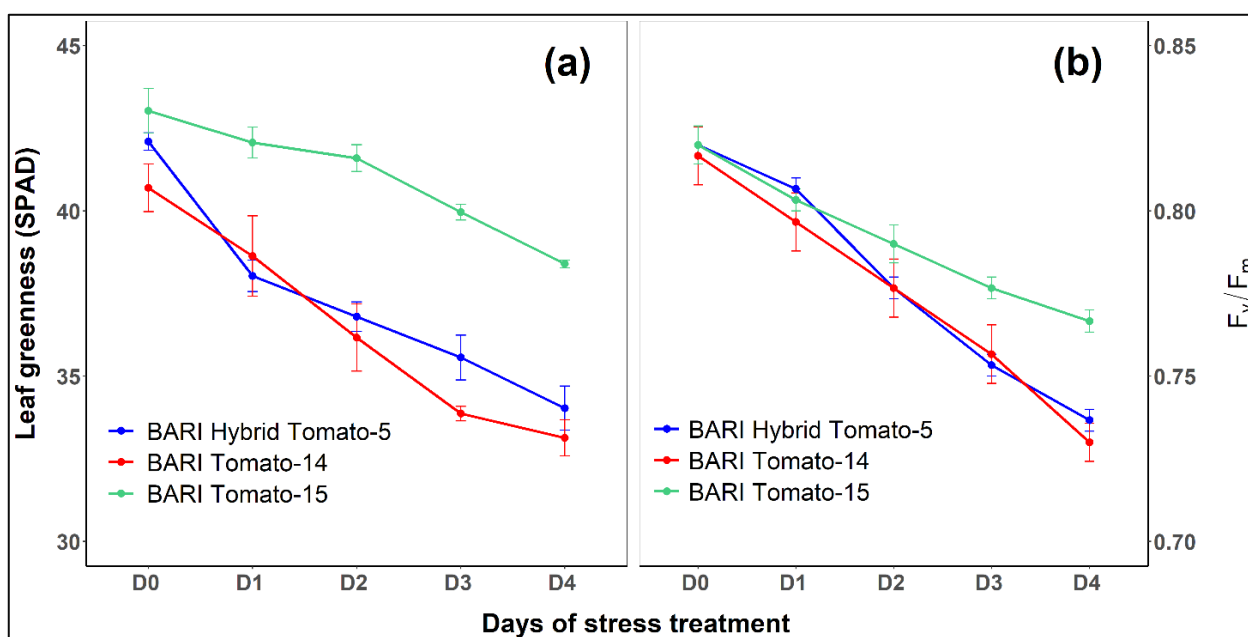 Leaf greenness (SPAD)
45
40
35
30
(a)
BARI Hybrid Tomato-5
BARI Tomato-14
BARI Tomato-15
D0 D1 D2 D3 D4
(b)
BARI Hybrid Tomato-5
BARI Tomato-14
BARI Tomato-15
D0 D1 D2 D3 D4
0.85
0.80
0.75
0.70
Fv/Fm
Days of stress treatment